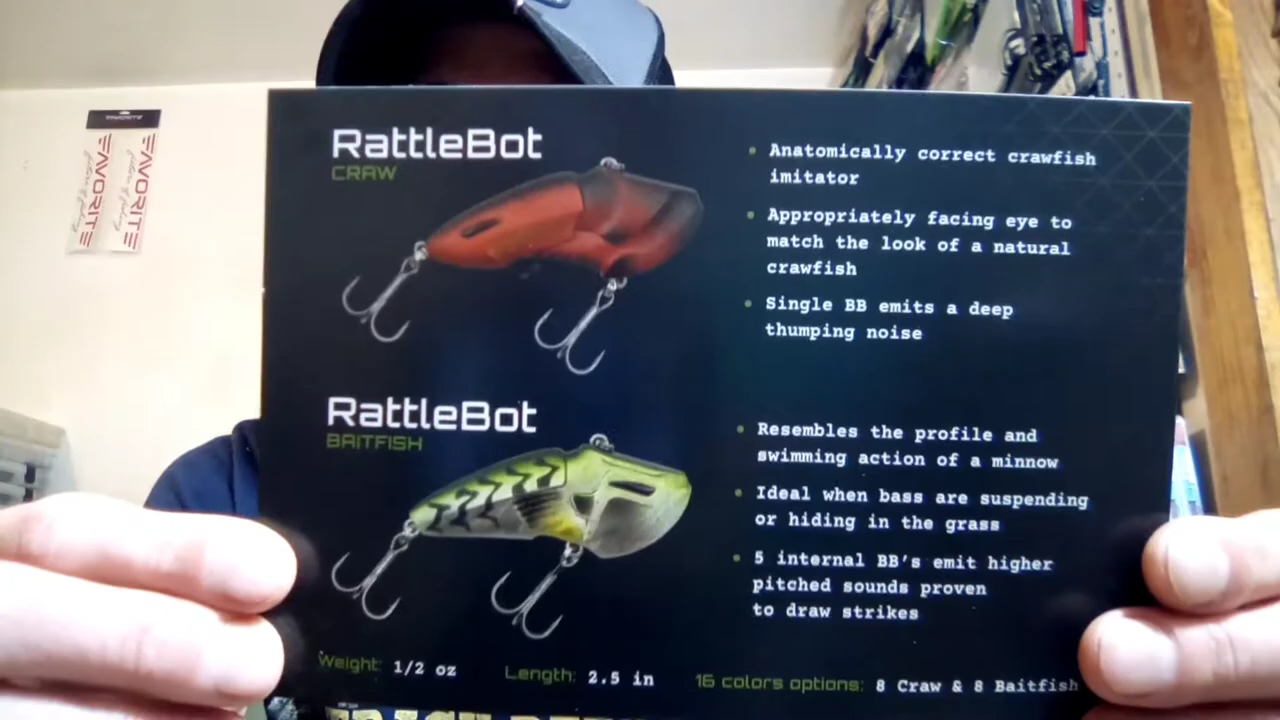 RattleBot
CRAW
Anatomically correct crawfish
imitator
Appropriately facing eye to
match the look of a natural
crawfish
Single BB emits a deep
thumping noise
RattleBot
BAITFISH
Resembles the profile and
swimming action of a minnow
Ideal when bass are suspending
or hiding in the grass
5 internal BB's emit higher
pitched sounds proven
to draw strikes
Weight: 1/2 oz Length: 2.5 in 16 colors options: 8 Craw & 8 Baitfish
FAVORITE
FAVORITE
FAVORITE